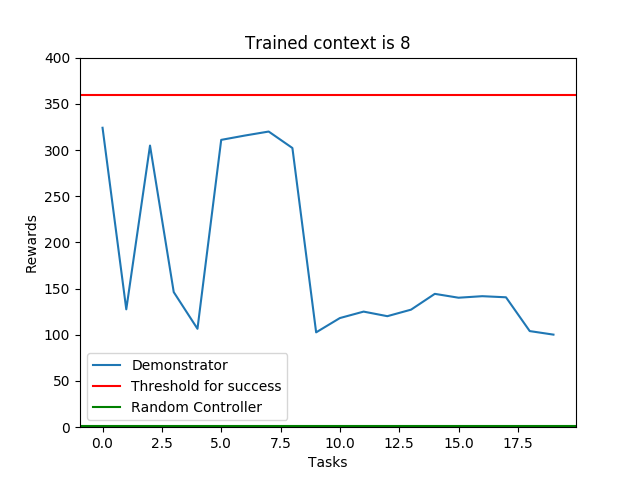 Trained context is 8
400
350
300
250
200
150
100
50
0
Rewards
Demonstrator
Threshold for success
Random Controller
0.0 2.5 5.0 7.5 10.0 12.5 15.0 17.5
Tasks